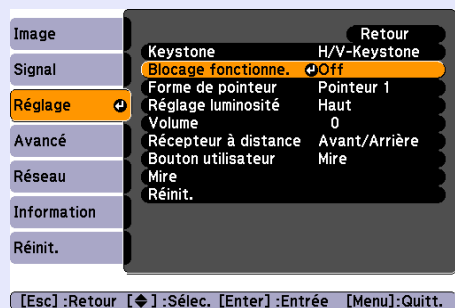 Image
Signal
Réglage
Avancé
Réseau
Information
Réinit.
Retour
Keystone H/V-Keystone
Blocage fonctionne. Off
Forme de pointeur Pointeur 1
Réglage luminosité Haut
Volume 0
Récepteur à distance Avant/Arrière
Bouton utilisateur Mire
Mire
Réinit.
[Esc] :Retour [◆] :Sélec. [Enter] :Entrée [Menu]:Quitt.